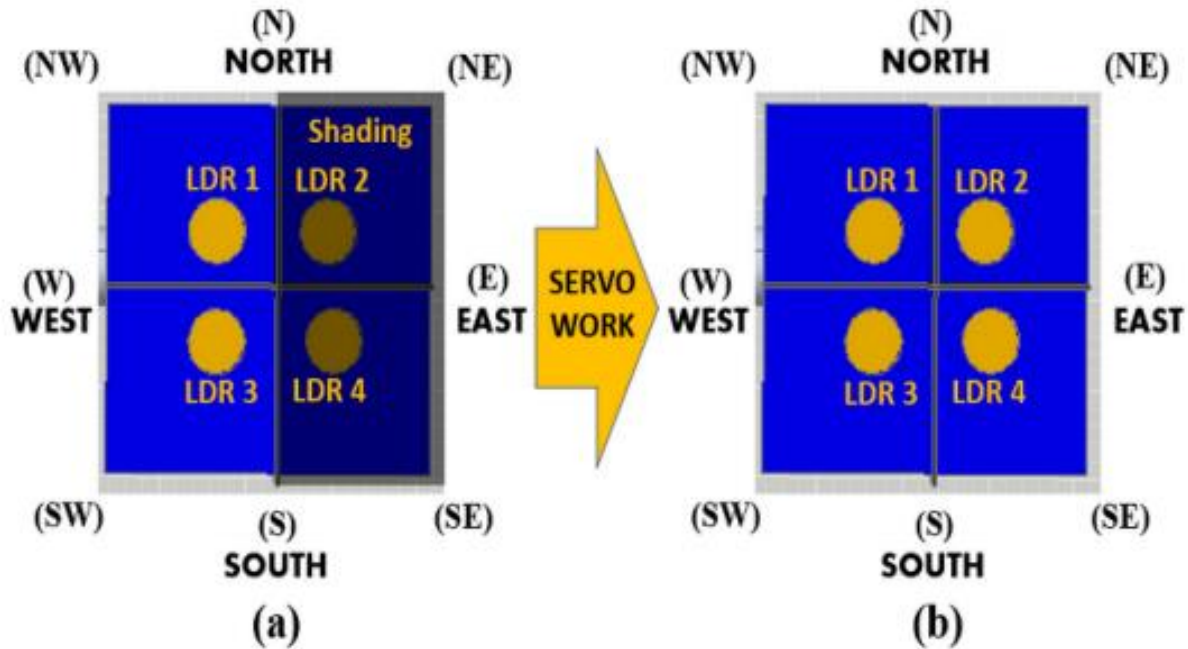 (N)
NORTH
(NW)
(NE)
Shading
LDR 1
LDR 2
(W)
WEST
(E)
EAST
LDR 3
LDR 4
(SW)
(S)
(SE)
SOUTH
(a)
SERVO
WORK
(N)
NORTH
(NW)
(NE)
LDR 1
LDR 2
(W)
WEST
(E)
EAST
LDR 3
LDR 4
(SW)
(S)
(SE)
SOUTH
(b)